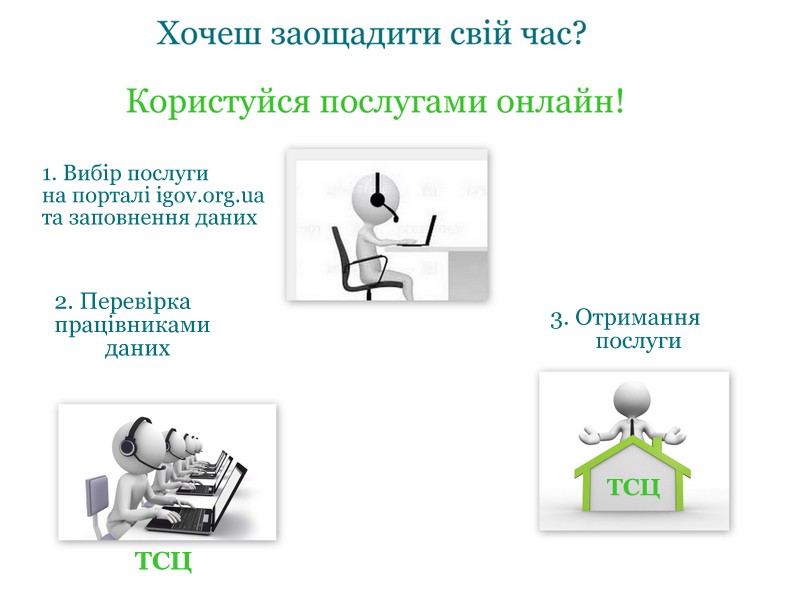 Хочеш заощадити свій час?
Користуйся послугами онлайн!
1. Вибір послуги
на порталі igov.org.ua
та заповнення даних
2. Перевірка
працівниками
даних
ТСЦ
3. Отримання
послуги
ТСЦ